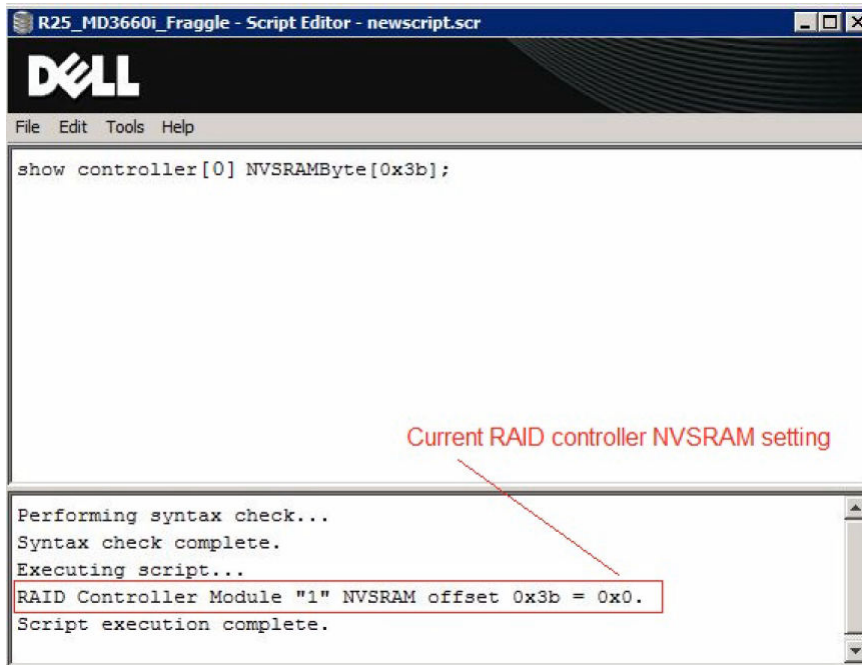 R25_MD3660i_Fraggle - Script Editor - newscript.scr
DELL
File Edit Tools Help
show controller[0] NVSRAMByte[0x3b];
Current RAID controller NVSRAM setting
Performing syntax check...
Syntax check complete.
Executing script...
RAID Controller Module "1" NVSRAM offset 0x3b = 0x0.
Script execution complete.